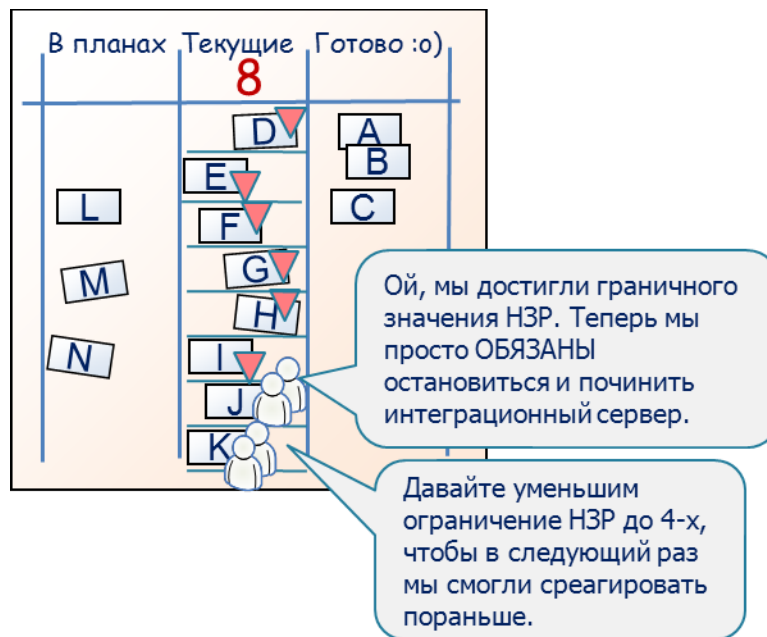 В планах Текущие Готово :о)
8
D
A
B
E
L
F
C
M
G
H
N
I
J
K
Ой, мы достигли граничного
значения НЗР. Теперь мы
просто ОБЯЗАНЫ
остановиться и починить
интеграционный сервер.
Давайте уменьшим
ограничение НЗР до 4-х,
чтобы в следующий раз
мы смогли среагировать
пораньше.